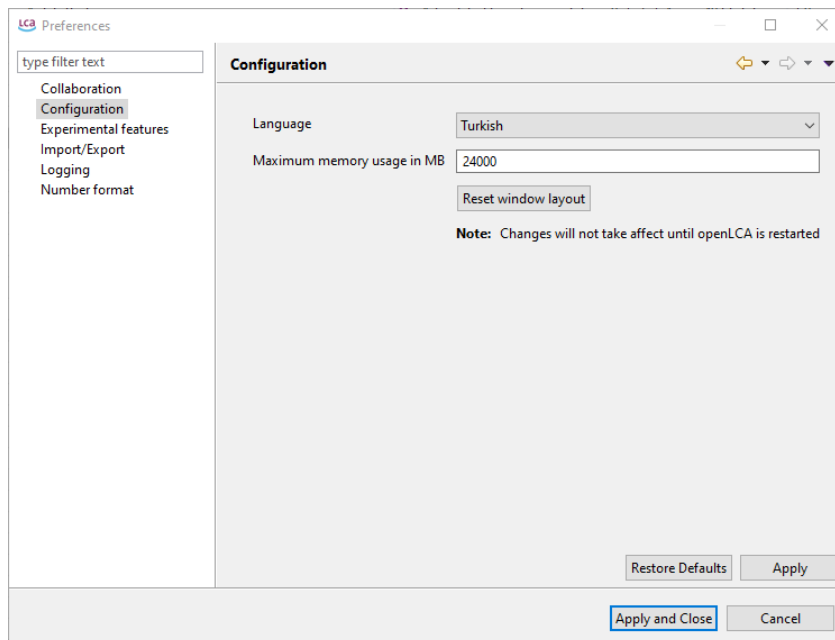 LCa Preferences
type filter text
Collaboration
Configuration
Experimental features
Import/Export
Logging
Number format
Configuration
Language
Turkish
Maximum memory usage in MB
24000
Reset window layout
Note: Changes will not take affect until openLCA is restarted
Restore Defaults
Apply
Apply and Close
Cancel